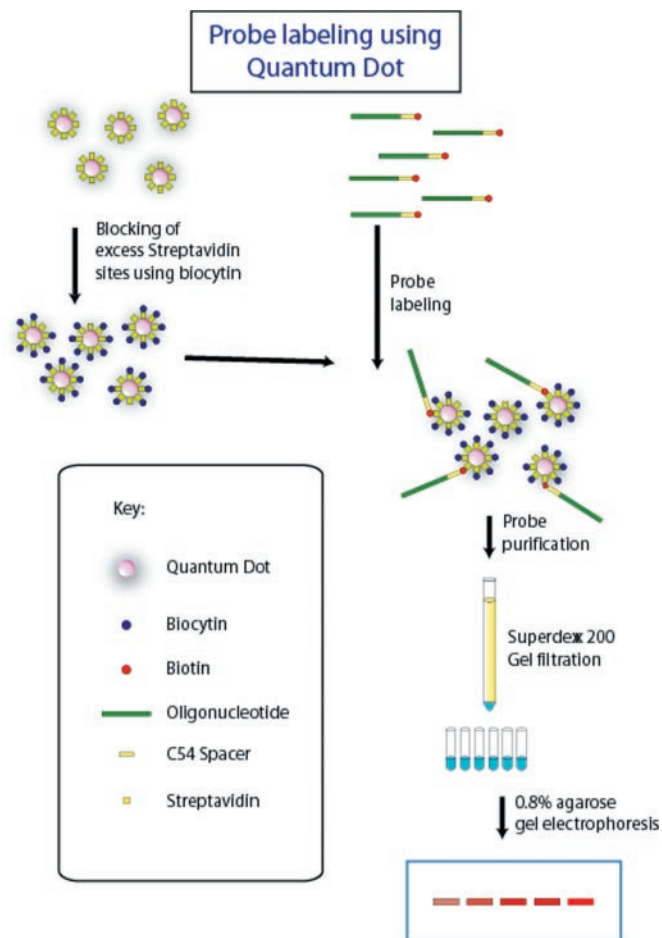 Probe labeling using
Quantum Dot
Blocking of
excess Streptavidin
sites using biocytin
Probe
labeling
Key:
Quantum Dot
Biocytin
Biotin
Oligonucleotide
C54 Spacer
Streptavidin
Probe
purification
Superdex 200
Gel filtration
0.8% agarose
gel electrophoresis